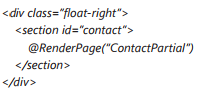 <div class="float-right">
<section id="contact">
@RenderPage("ContactPartial")
</section>
</div>